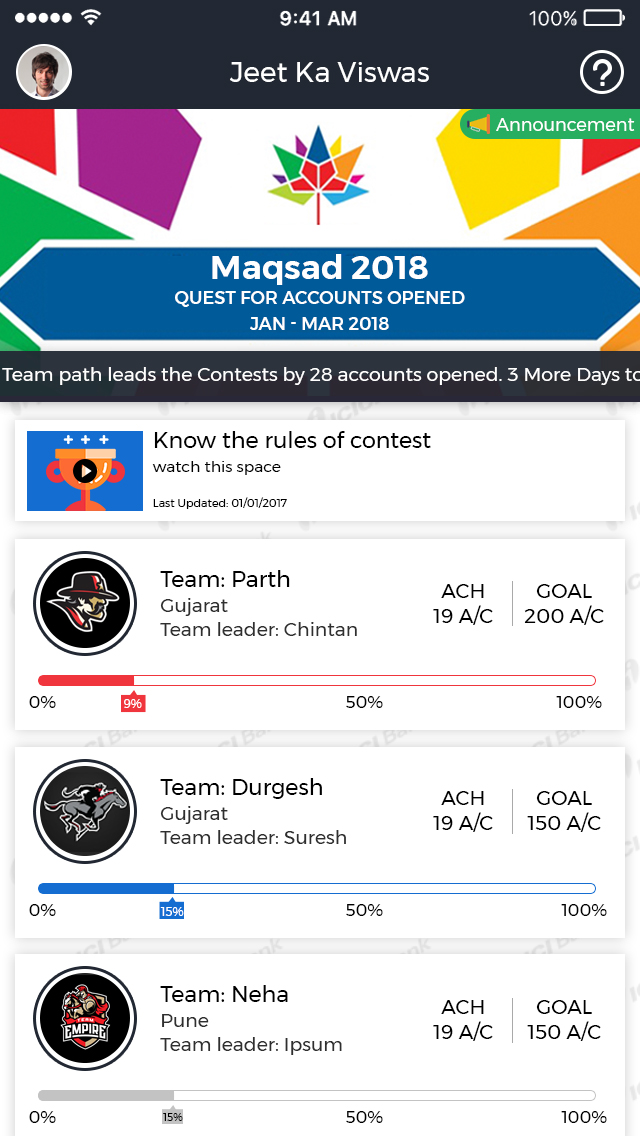 9:41 AM
100%
Jeet Ka Viswas
Announcement
Maqsad 2018
QUEST FOR ACCOUNTS OPENED
JAN - MAR 2018
Team path leads the Contests by 28 accounts opened. 3 More Days to
Know the rules of contest
watch this space
Last Updated: 01/01/2017
Team: Parth
Gujarat
Team leader: Chintan
ACH
19 A/C
GOAL
200 A/C
0%
9%
50%
100%
Team: Durgesh
Gujarat
Team leader: Suresh
ACH
19 A/C
GOAL
150 A/C
0%
15%
50%
100%
TEAM
EMPIRE
Team: Neha
Pune
Team leader: Ipsum
ACH
19 A/C
GOAL
150 A/C
0%
15%
50%
100%